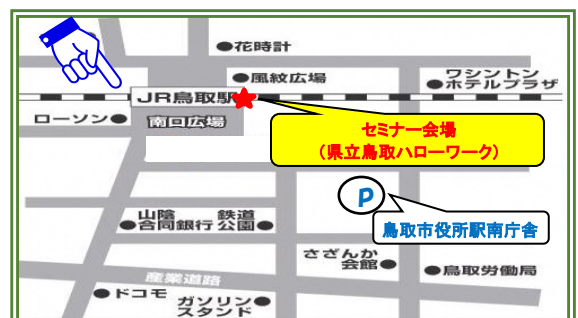 花時計
風紋広場
ワシントン
ホテルプラザ
JR鳥取駅
ローソン
南口広場
セミナー会場
（県立鳥取ハローワーク）
P
鳥取市役所駅南庁舎
山陰
合同銀行
鉄道
公園
さざんか
会館
鳥取労働局
産業道路
ドコモ
ガソリン
スタンド